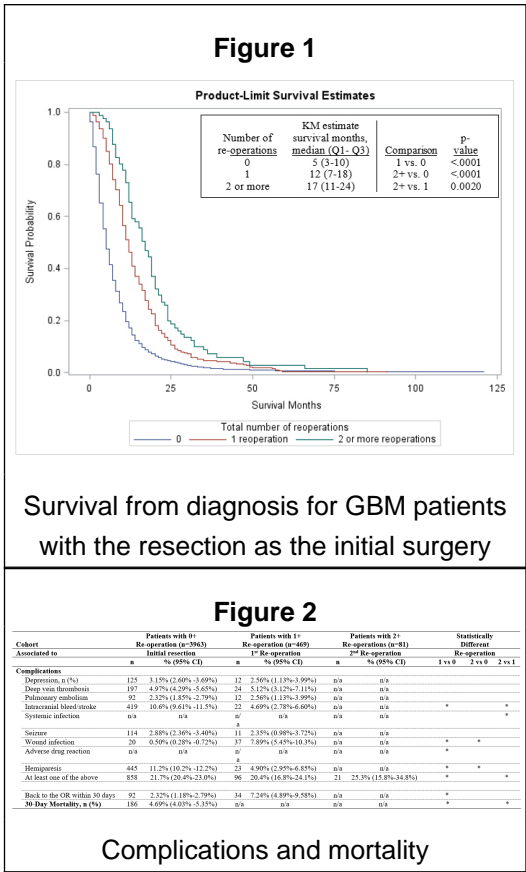 Figure 1
Product-Limit Survival Estimates
Number of re-operations KM estimate survival months, median (Q1- Q3) Comparison p-value
0 5 (3-10) 1 vs. 0 <.0001
1 12 (7-18) 2+ vs. 0 <.0001
2 or more 17 (11-24) 2+ vs. 1 0.0020
Survival Probability
1.0
0.8
0.6
0.4
0.2
0.0
0 25 50 75 100 125
Survival Months
Total number of reoperations
0 1 reoperation 2 or more reoperations
Survival from diagnosis for GBM patients
with the resection as the initial surgery
Figure 2
Patients with 0+ Patients with 1+ Patients with 2+ Statistically
Cohort Re-operation (n=3963) Re-operation (n=469) Re-operations (n=81) Different
Associated to Initial resection 1st Re-operation 2nd Re-operation Re-operation
n % (95% CI) n % (95% CI) n % (95% CI) 1 vs 0 2 vs 0 2 vs 1
Complications
Depression, n (%) 125 3.15% (2.60% -3.69%) 12 2.56% (1.13%-3.99%) n/a n/a
Deep vein thrombosis 197 4.97% (4.29%-5.65%) 24 5.12% (3.12%-7.11%) n/a n/a
Pulmonary embolism 92 2.32% (1.85% -2.79%) 12 2.56% (1.13%-3.99%) n/a n/a
Intracranial bleed/stroke 419 10.6% (9.61%-11.5%) 22 4.69% (2.78%-6.60%) n/a n/a * *
Systemic infection n/a n/a n/a n/a n/a n/a *
Seizure 114 2.88% (2.36% -3.40%) 11 2.35% (0.98%-3.72%) n/a n/a
Wound infection 20 0.50% (0.28% -0.72%) 37 7.89% (5.45%-10.3%) n/a n/a * *
Adverse drug reaction n/a n/a n/a n/a n/a n/a *
Hemiparesis 445 11.2% (10.2% -12.2%) 23 4.90% (2.95%-6.85%) n/a n/a * *
At least one of the above 858 21.7% (20.4%-23.0%) 96 20.4% (16.8%-24.1%) 21 25.3% (15.8%-34.8%) * *
Back to the OR within 30 days 92 2.32% (1.18%-2.79%) 34 7.24% (4.89%-9.58%) n/a n/a *
30-Day Mortality, n (%) 186 4.69% (4.03% -5.35%) n/a n/a n/a n/a * *
Complications and mortality